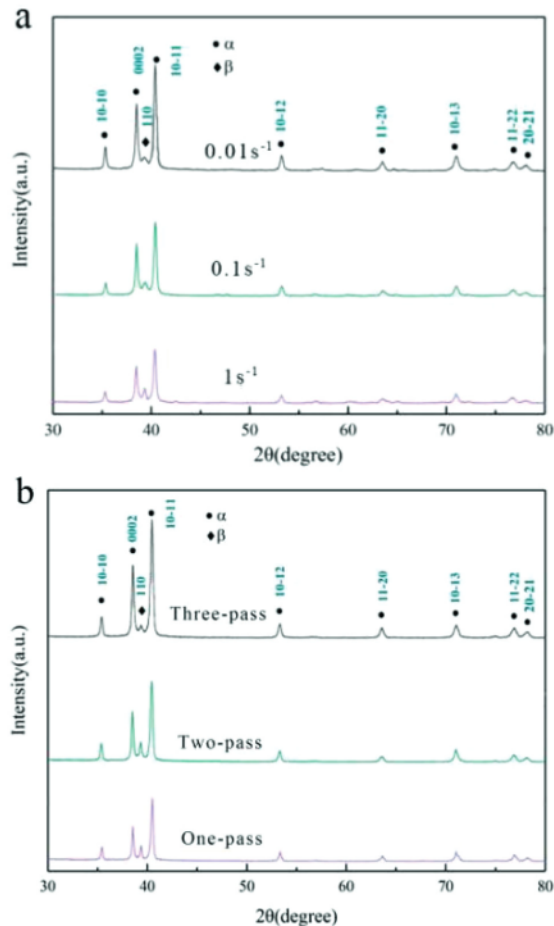 a
10-10
0002
110
10-11
● α
◆ β
10-12
11-20
10-13
11-22
20-21
0.01s⁻¹
0.1s⁻¹
1s⁻¹
Intensity(a.u.)
30 40 50 60 70 80
2θ(degree)
b
10-10
0002
110
10-11
● α
◆ β
10-12
11-20
10-13
11-22
20-21
Three-pass
Two-pass
One-pass
Intensity(a.u.)
30 40 50 60 70 80
2θ(degree)